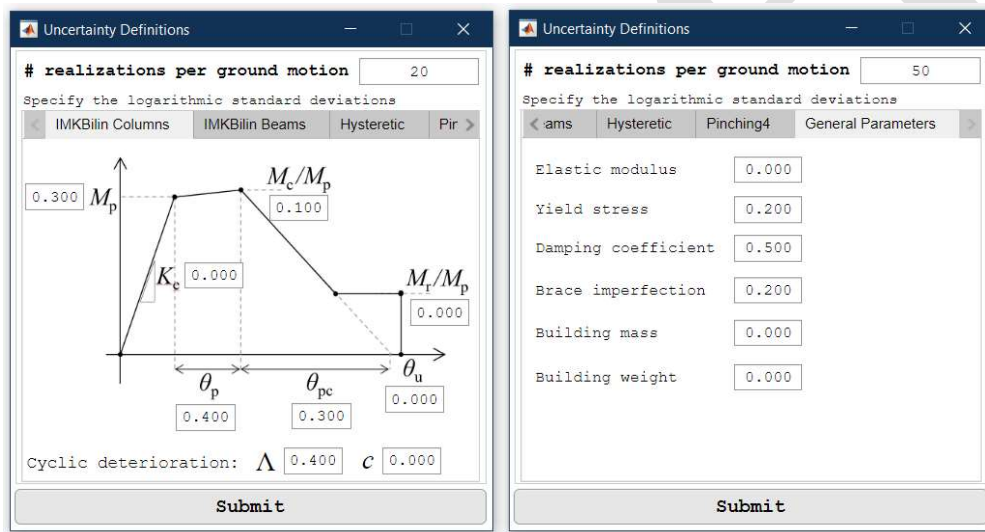 Uncertainty Definitions
# realizations per ground motion 20
Specify the logarithmic standard deviations
IMKBilin Columns IMKBilin Beams Hysteretic Pir
0.300 Mp
Mc/Mp
0.100
Ke 0.000
Mr/Mp
0.000
θp θpc θu
0.400 0.300 0.000
Cyclic deterioration: Λ 0.400 c 0.000
Submit
Uncertainty Definitions
# realizations per ground motion 50
Specify the logarithmic standard deviations
ams Hysteretic Pinching4 General Parameters
Elastic modulus 0.000
Yield stress 0.200
Damping coefficient 0.500
Brace imperfection 0.200
Building mass 0.000
Building weight 0.000
Submit